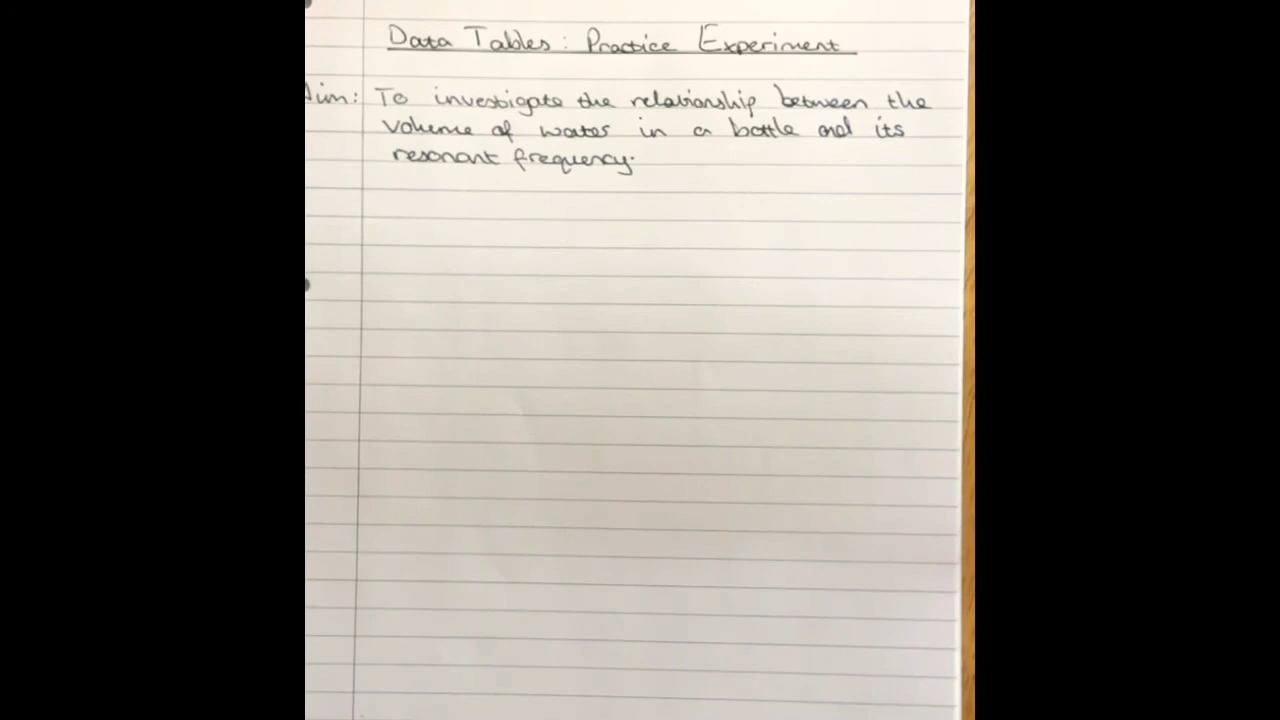 Data Tables: Practice Experiment
Aim: To investigate the relationship between the
volume of water in a bottle and its
resonant frequency.